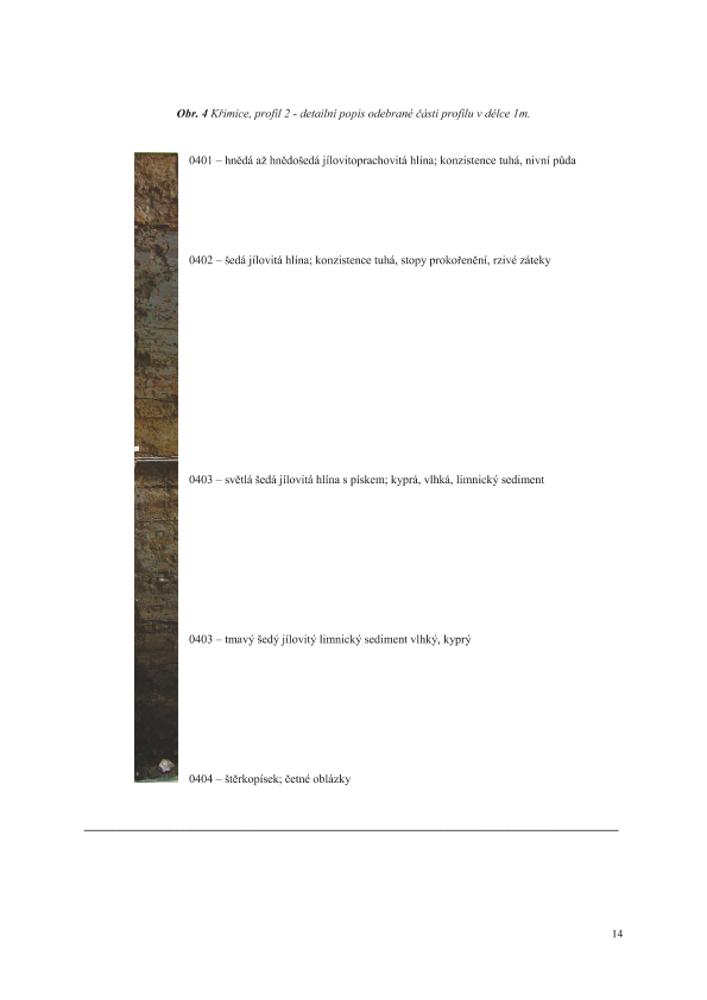 Obr. 4 Křimice, profil 2 - detailní popis odebrané části profilu v délce 1m.
0401 – hnědá až hnědošedá jílovitoprachovitá hlína; konzistence tuhá, nivní půda
0402 – šedá jílovitá hlína; konzistence tuhá, stopy prokořenění, rzivé záteky
0403 – světlá šedá jílovitá hlína s pískem; kyprá, vlhká, limnický sediment
0403 – tmavý šedý jílovitý limnický sediment vlhký, kyprý
0404 – štěrkopísek; četné oblázky
14